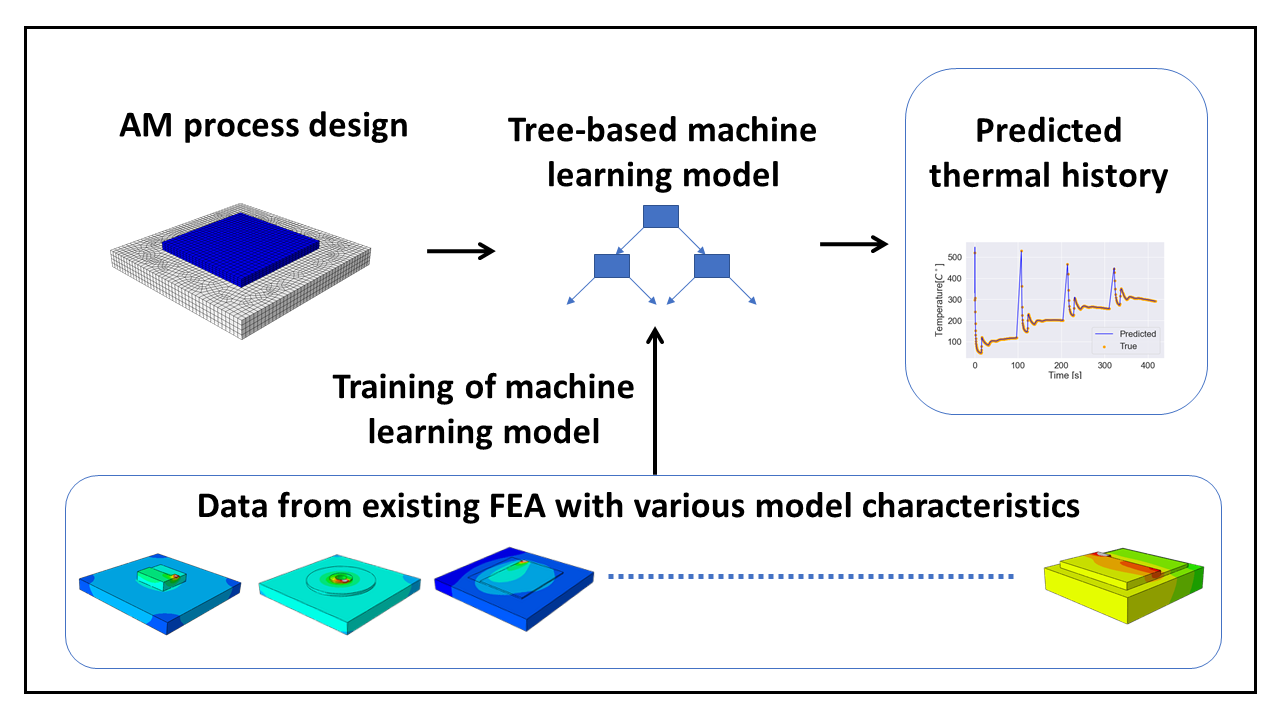 AM process design
Tree-based machine
learning model
Predicted
thermal history
500
400
300
200
100
Temperature[C°]
0
100
200
300
400
Time [s]
Predicted
True
Training of machine
learning model
Data from existing FEA with various model characteristics